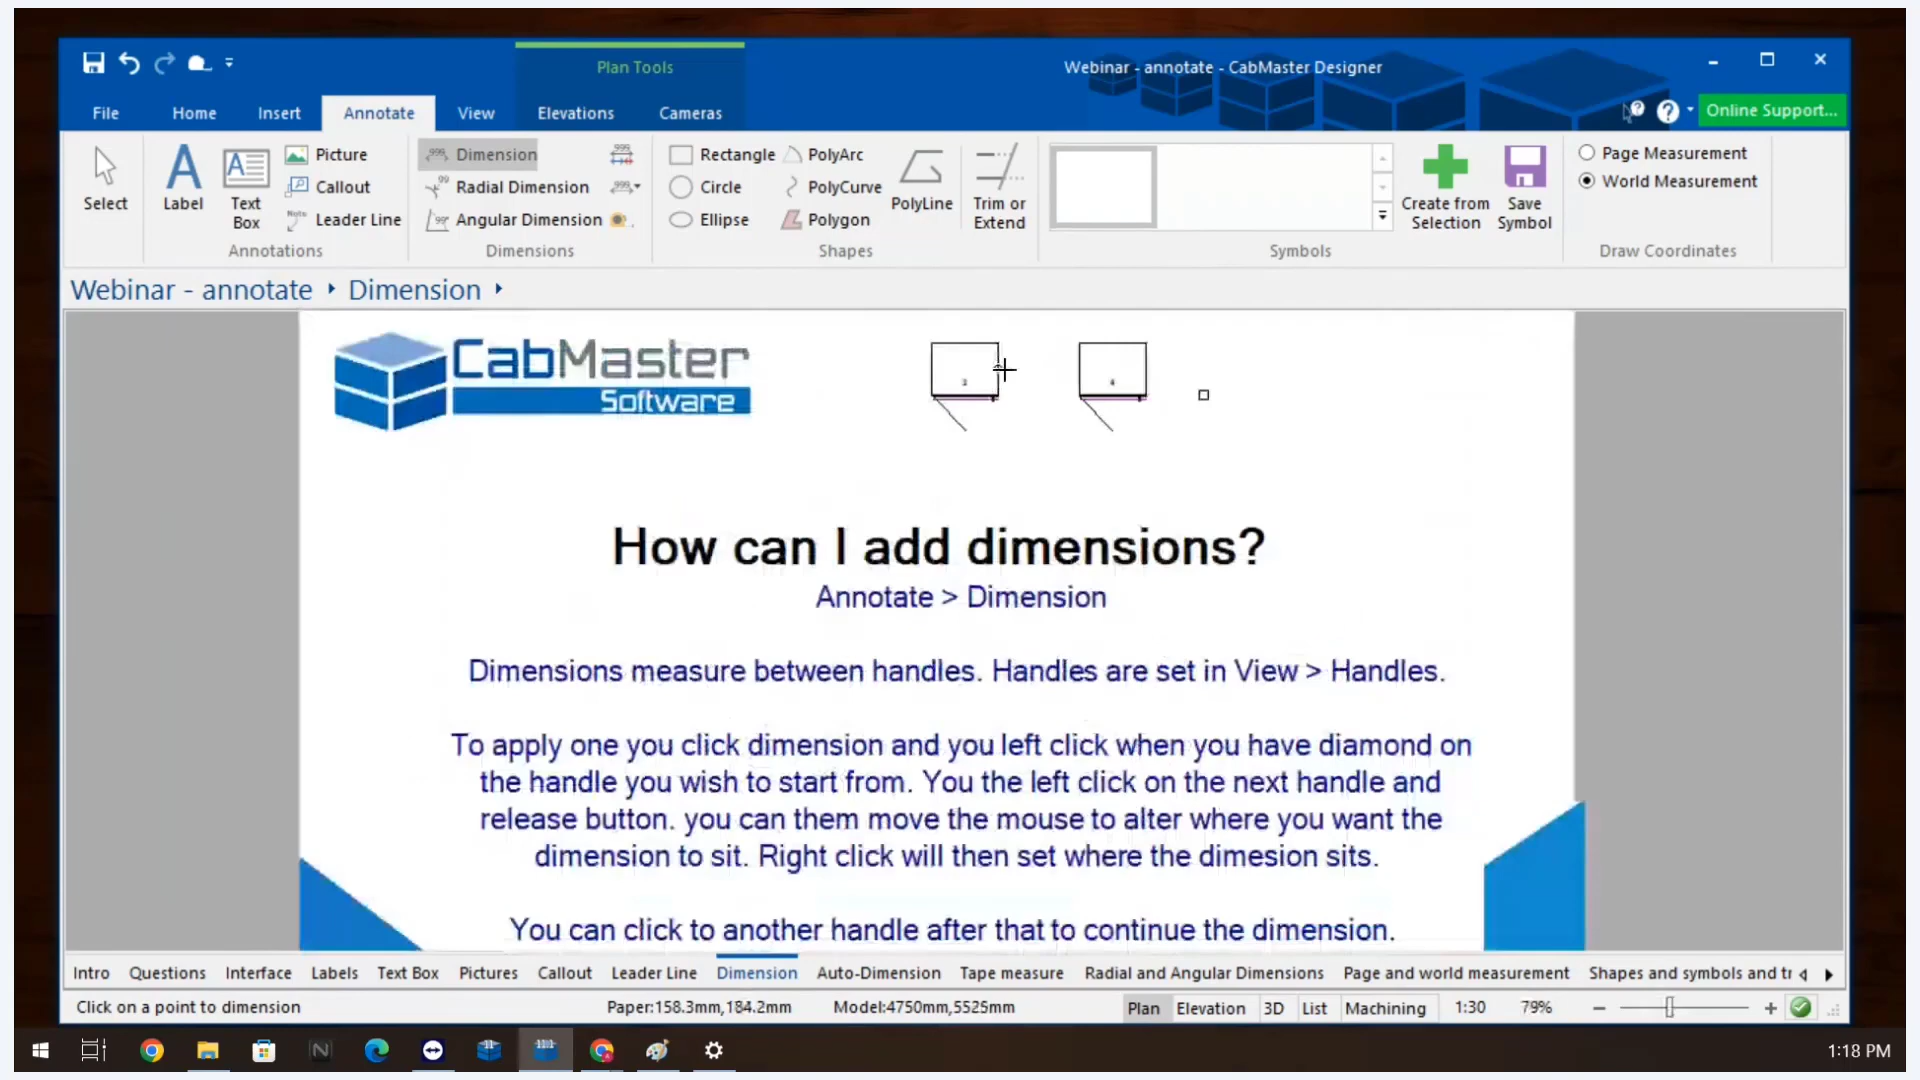 Plan Tools
Webinar - annotate - CabMaster Designer
File
Home
Insert
Annotate
View
Elevations
Cameras
Online Support...
Select
Label
Text
Box
Picture
Callout
Leader Line
Annotations
Dimension
Radial Dimension
Angular Dimension
Dimensions
Rectangle
Circle
Ellipse
PolyArc
PolyCurve
Polygon
PolyLine
Trim or
Extend
Shapes
Create from
Selection
Save
Symbol
Symbols
Page Measurement
World Measurement
Draw Coordinates
Webinar - annotate
Dimension
CabMaster
Software
How can I add dimensions?
Annotate > Dimension
Dimensions measure between handles. Handles are set in View > Handles.
To apply one you click dimension and you left click when you have diamond on
the handle you wish to start from. You the left click on the next handle and
release button. you can them move the mouse to alter where you want the
dimension to sit. Right click will then set where the dimesion sits.
You can click to another handle after that to continue the dimension.
Intro
Questions
Interface
Labels
Text Box
Pictures
Callout
Leader Line
Dimension
Auto-Dimension
Tape measure
Radial and Angular Dimensions
Page and world measurement
Shapes and symbols and tr
Click on a point to dimension
Paper:158.3mm,184.2mm
Model:4750mm,5525mm
Plan
Elevation
3D
List
Machining
1:30
79%
1:18 PM